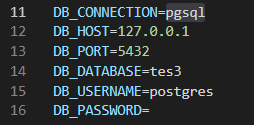 11 DB_CONNECTION=pgsql
12 DB_HOST=127.0.0.1
13 DB_PORT=5432
14 DB_DATABASE=tes3
15 DB_USERNAME=postgres
16 DB_PASSWORD=